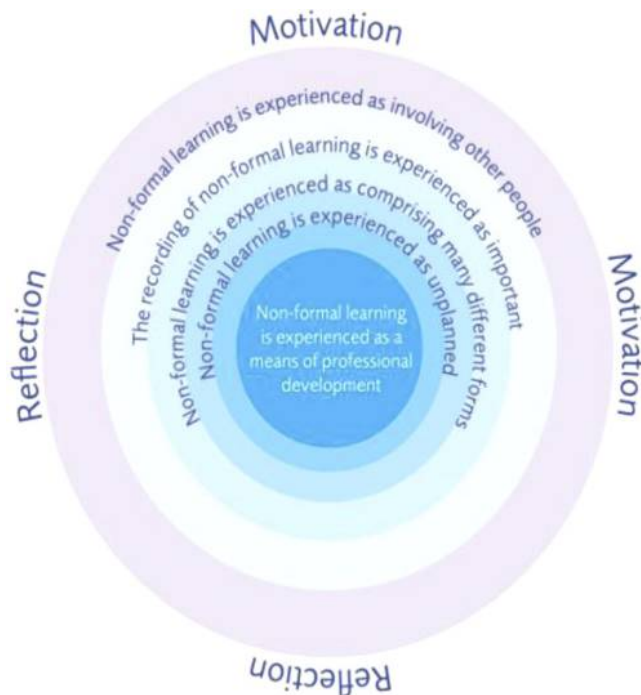 Motivation
Non-formal learning is experienced as involving other people
The recording of non-formal learning is experienced as important
Non-formal learning is experienced as comprising many different forms
Non-formal learning is experienced as unplanned
Non-formal learning
is experienced as a
means of professional
development
Reflection
Motivation
Reflection